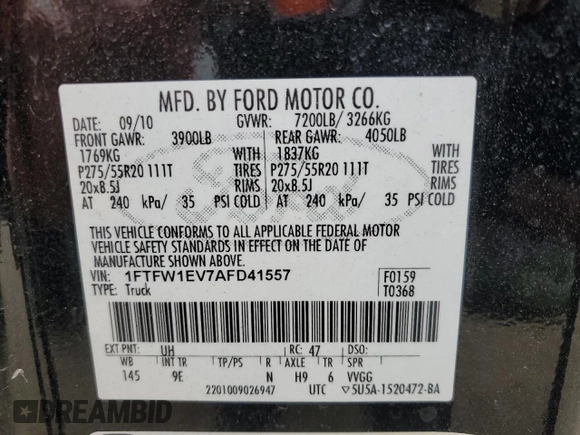 MFD. BY FORD MOTOR CO.
DATE: 09/10 GVWR: 7200LB/ 3266KG
FRONT GAWR: 3900LB REAR GAWR: 4050LB
1769KG WITH 1837KG WITH
P275/55R20 111T TIRES P275/55R20 111T TIRES
20x8.5J RIMS 20x8.5J RIMS
AT 240 kPa/ 35 PSI COLD AT 240 kPa/ 35 PSI COLD
THIS VEHICLE CONFORMS TO ALL APPLICABLE FEDERAL MOTOR
VEHICLE SAFETY STANDARDS IN EFFECT ON THE DATE OF
MANUFACTURE SHOWN ABOVE.
VIN: 1FTFW1EV7AFD41557 F0159
TYPE: Truck T0368
EXT PNT: UH RC: 47 DSO:
WB INT TR TP/PS R AXLE TR SPR
145 9E N H9 6 VVGG
2201009026947 UTC ▽5U5A-1520472-BA
Ford
DREAMBID